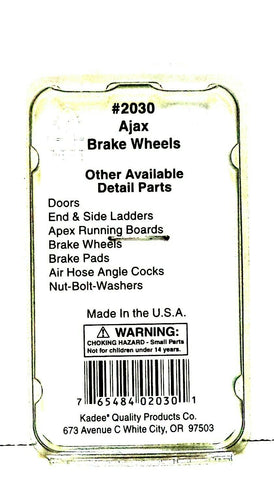 #2030
Ajax
Brake Wheels
Other Available
Detail Parts
Doors
End & Side Ladders
Apex Running Boards
Brake Wheels
Brake Pads
Air Hose Angle Cocks
Nut-Bolt-Washers
Made in the U.S.A.
⚠ WARNING:
CHOKING HAZARD - Small Parts
Not for children under 14 years.
7 65484 02030 1
Kadee® Quality Products Co.
673 Avenue C White City, OR 97503